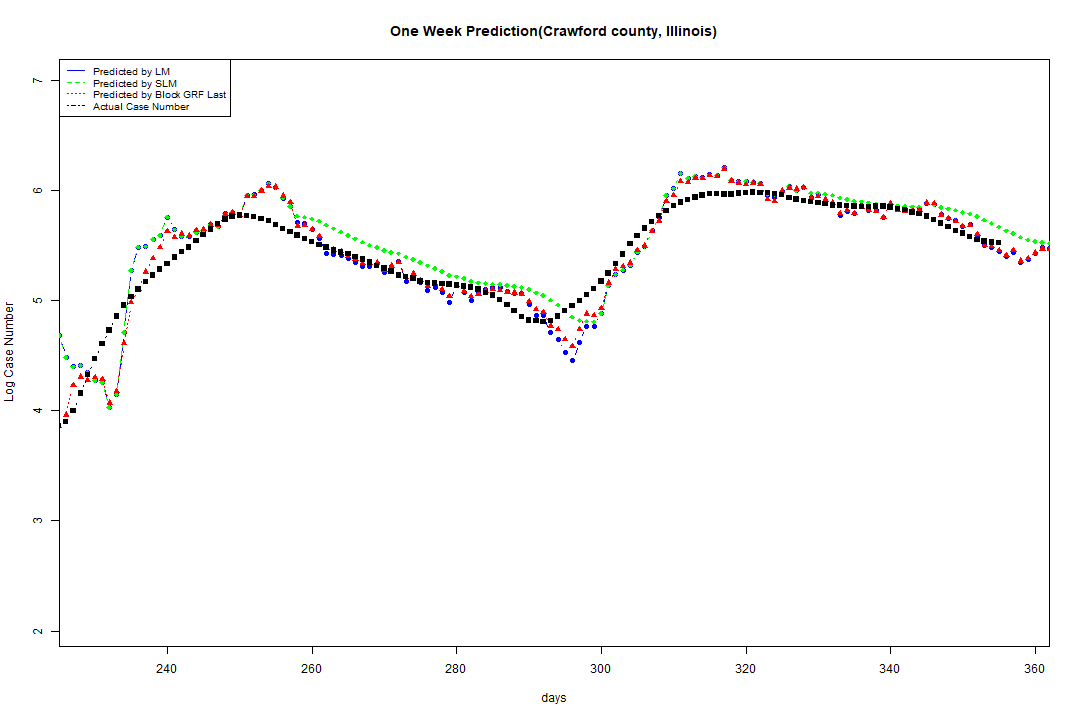 One Week Prediction(Crawford county, Illinois)
Predicted by LM
Predicted by SLM
Predicted by Block GRF Last
Actual Case Number
7
6
5
4
3
2
Log Case Number
240 260 280 300 320 340 360
days